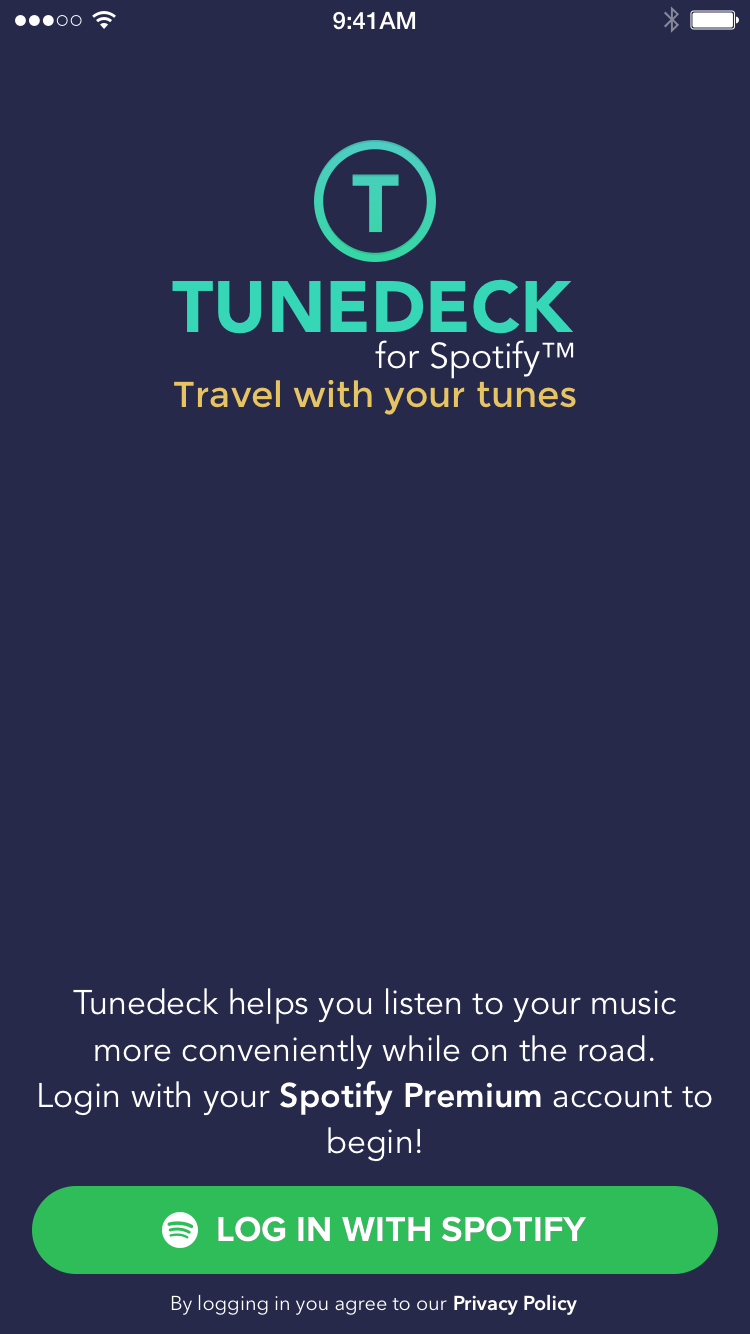 9:41AM
T
TUNEDECK
for Spotify™
Travel with your tunes
Tunedeck helps you listen to your music
more conveniently while on the road.
Login with your Spotify Premium account to
begin!
LOG IN WITH SPOTIFY
By logging in you agree to our Privacy Policy